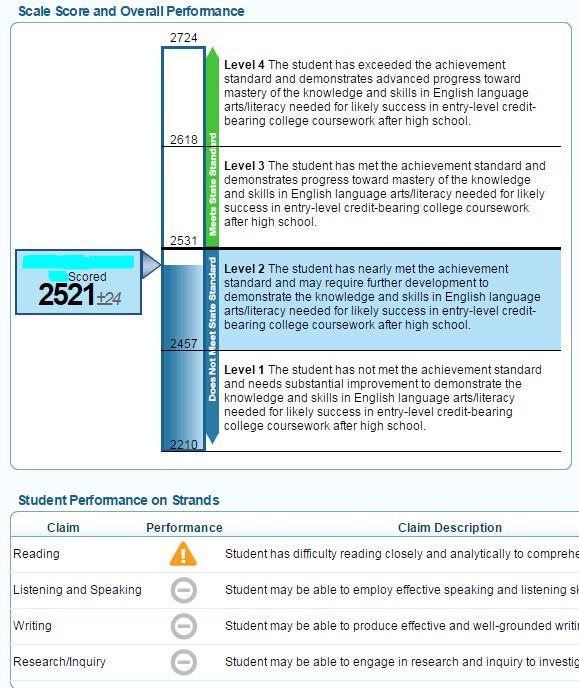 Scale Score and Overall Performance
2724
Level 4 The student has exceeded the achievement
standard and demonstrates advanced progress toward
mastery of the knowledge and skills in English language
arts/literacy needed for likely success in entry-level credit-
bearing college coursework after high school.
2618
Meets State Standard
Level 3 The student has met the achievement standard and
demonstrates progress toward mastery of the knowledge
and skills in English language arts/literacy needed for likely
success in entry-level credit-bearing college coursework
after high school.
2531
Scored
2521±24
Does Not Meet State Standard
Level 2 The student has nearly met the achievement
standard and may require further development to
demonstrate the knowledge and skills in English language
arts/literacy needed for likely success in entry-level credit-
bearing college coursework after high school.
2457
Level 1 The student has not met the achievement standard
and needs substantial improvement to demonstrate the
knowledge and skills in English language arts/literacy
needed for likely success in entry-level credit-bearing
college coursework after high school.
2210
Student Performance on Strands
Claim Performance Claim Description
Reading Student has difficulty reading closely and analytically to comprehe
Listening and Speaking Student may be able to employ effective speaking and listening sk
Writing Student may be able to produce effective and well-grounded writi
Research/Inquiry Student may be able to engage in research and inquiry to investig